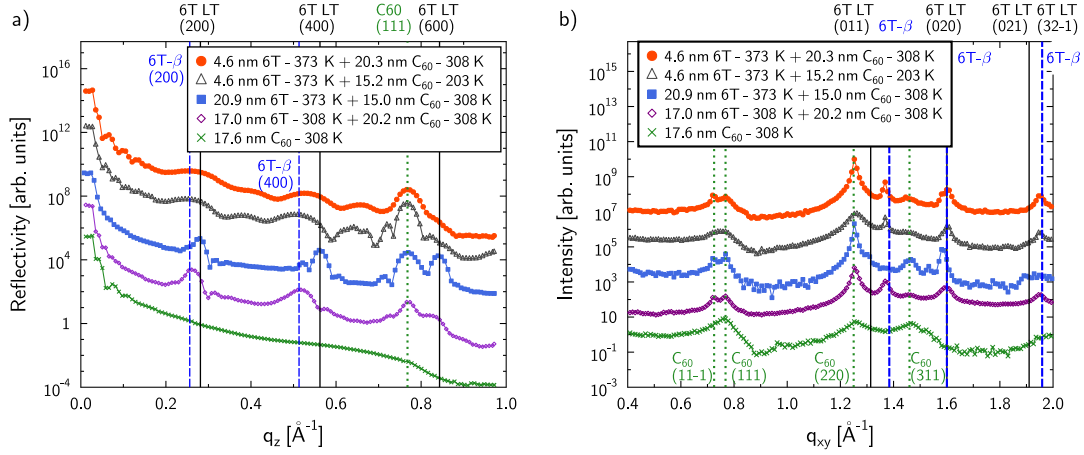 a)
6T LT
(200)
6T LT
(400)
C60
(111)
6T LT
(600)
6T-β
(200)
6T-β
(400)
4.6 nm 6T - 373 K + 20.3 nm C60 - 308 K
4.6 nm 6T - 373 K + 15.2 nm C60 - 203 K
20.9 nm 6T - 373 K + 15.0 nm C60 - 308 K
17.0 nm 6T - 308 K + 20.2 nm C60 - 308 K
17.6 nm C60 - 308 K
Reflectivity [arb. units]
10^16
10^12
10^8
10^4
1
10^-4
0.0
0.2
0.4
0.6
0.8
1.0
q_z [Å^-1]
b)
6T LT
(011)
6T-β
6T LT
(020)
6T LT
(021)
6T LT
(32-1)
6T-β
6T-β
4.6 nm 6T - 373 K + 20.3 nm C60 - 308 K
4.6 nm 6T - 373 K + 15.2 nm C60 - 203 K
20.9 nm 6T - 373 K + 15.0 nm C60 - 308 K
17.0 nm 6T - 308 K + 20.2 nm C60 - 308 K
17.6 nm C60 - 308 K
Intensity [arb. units]
10^15
10^13
10^11
10^9
10^7
10^5
10^3
10
10^-1
10^-3
C60
(11-1)
C60
(111)
C60
(220)
C60
(311)
0.4
0.6
0.8
1.0
1.2
1.4
1.6
1.8
2.0
q_xy [Å^-1]